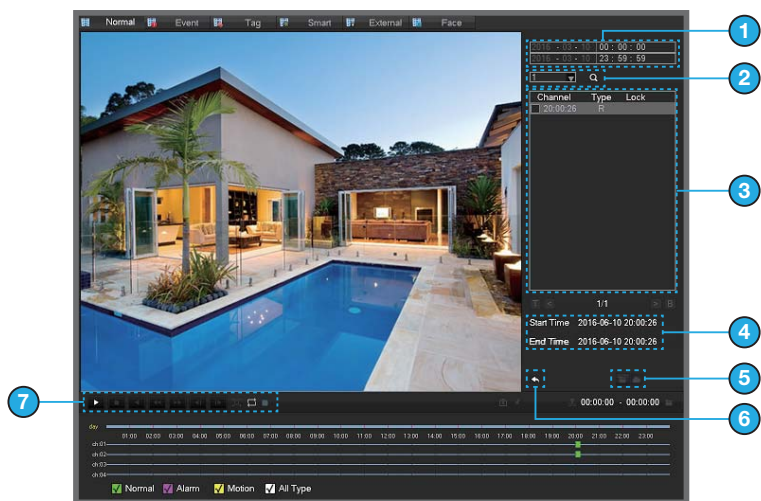 Normal Event Tag Smart External Face
1
2016 - 03 - 10 00 : 00 : 00
2016 - 03 - 10 23 : 59 : 59
2
1
Channel Type Lock
20:00:26 R
3
1/1
Start Time 2016-06-10 20:00:26
4
End Time 2016-06-10 20:00:26
5
6
7
00:00:00 - 00:00:00
day
01:00 02:00 03:00 04:00 05:00 06:00 07:00 08:00 09:00 10:00 11:00 12:00 13:00 14:00 15:00 16:00 17:00 18:00 19:00 20:00 21:00 22:00 23:00
ch:01
ch:02
ch:03
ch:04
Normal Alarm Motion All Type